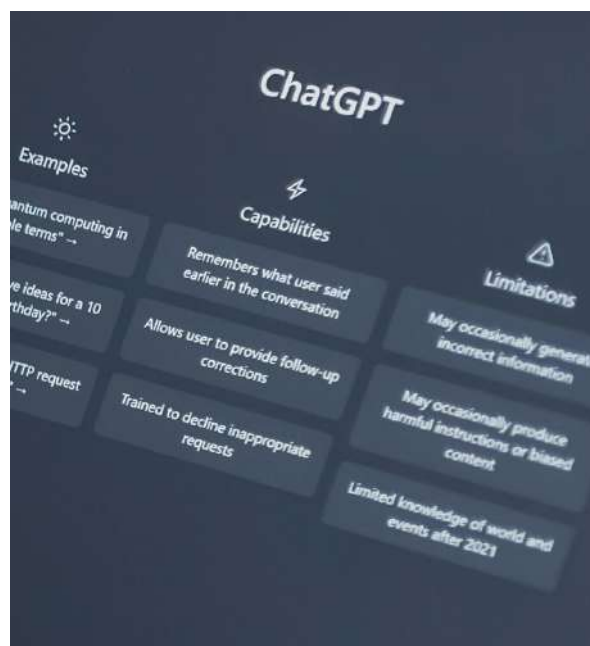 ChatGPT
Examples
antum computing in
le terms" →
ve ideas for a 10
rthday?" →
TTP request
" →
Capabilities
Remembers what user said
earlier in the conversation
Allows user to provide follow-up
corrections
Trained to decline inappropriate
requests
Limitations
May occasionally generat
incorrect information
May occasionally produce
harmful instructions or biased
content
Limited knowledge of world and
events after 2021